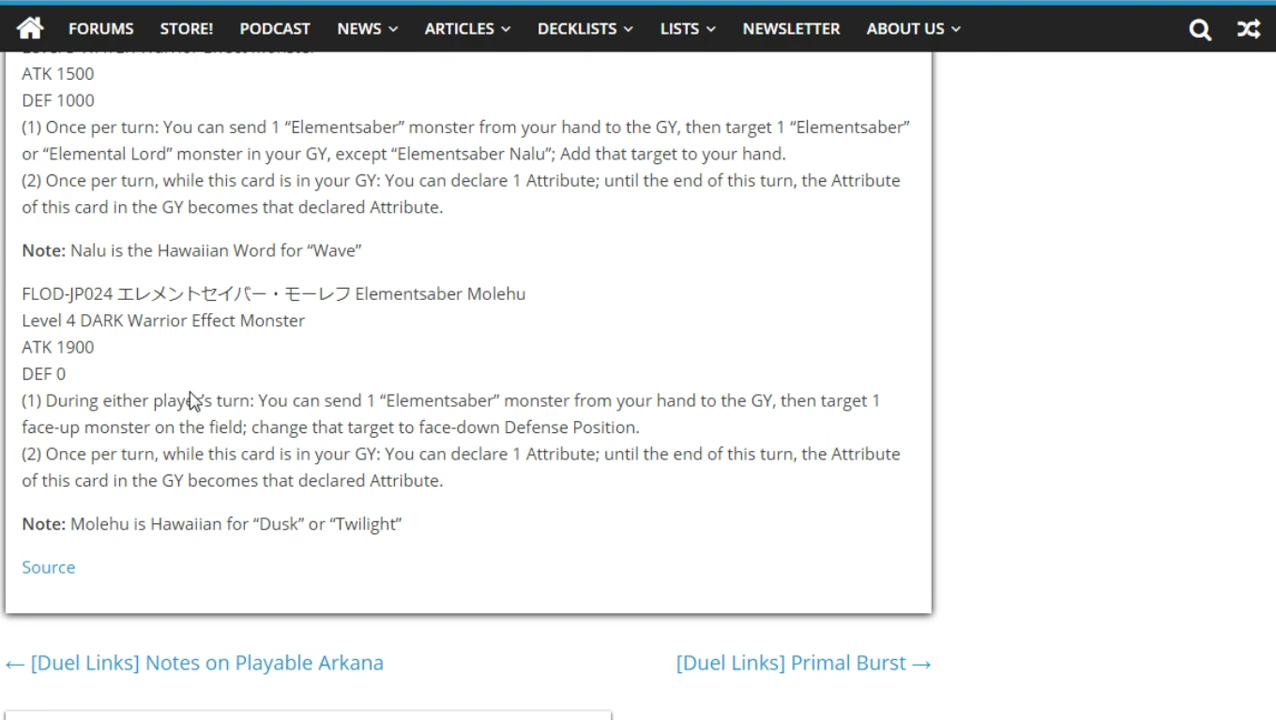 FORUMS STORE! PODCAST NEWS ARTICLES DECKLISTS LISTS NEWSLETTER ABOUT US
ATK 1500
DEF 1000
(1) Once per turn: You can send 1 “Elementsaber” monster from your hand to the GY, then target 1 “Elementsaber”
or “Elemental Lord” monster in your GY, except “Elementsaber Nalu”; Add that target to your hand.
(2) Once per turn, while this card is in your GY: You can declare 1 Attribute; until the end of this turn, the Attribute
of this card in the GY becomes that declared Attribute.
Note: Nalu is the Hawaiian Word for “Wave”
FLOD-JP024 エレメントセイバー・モーレフ Elementsaber Molehu
Level 4 DARK Warrior Effect Monster
ATK 1900
DEF 0
(1) During either player’s turn: You can send 1 “Elementsaber” monster from your hand to the GY, then target 1
face-up monster on the field; change that target to face-down Defense Position.
(2) Once per turn, while this card is in your GY: You can declare 1 Attribute; until the end of this turn, the Attribute
of this card in the GY becomes that declared Attribute.
Note: Molehu is Hawaiian for “Dusk” or “Twilight”
Source
← [Duel Links] Notes on Playable Arkana
[Duel Links] Primal Burst →